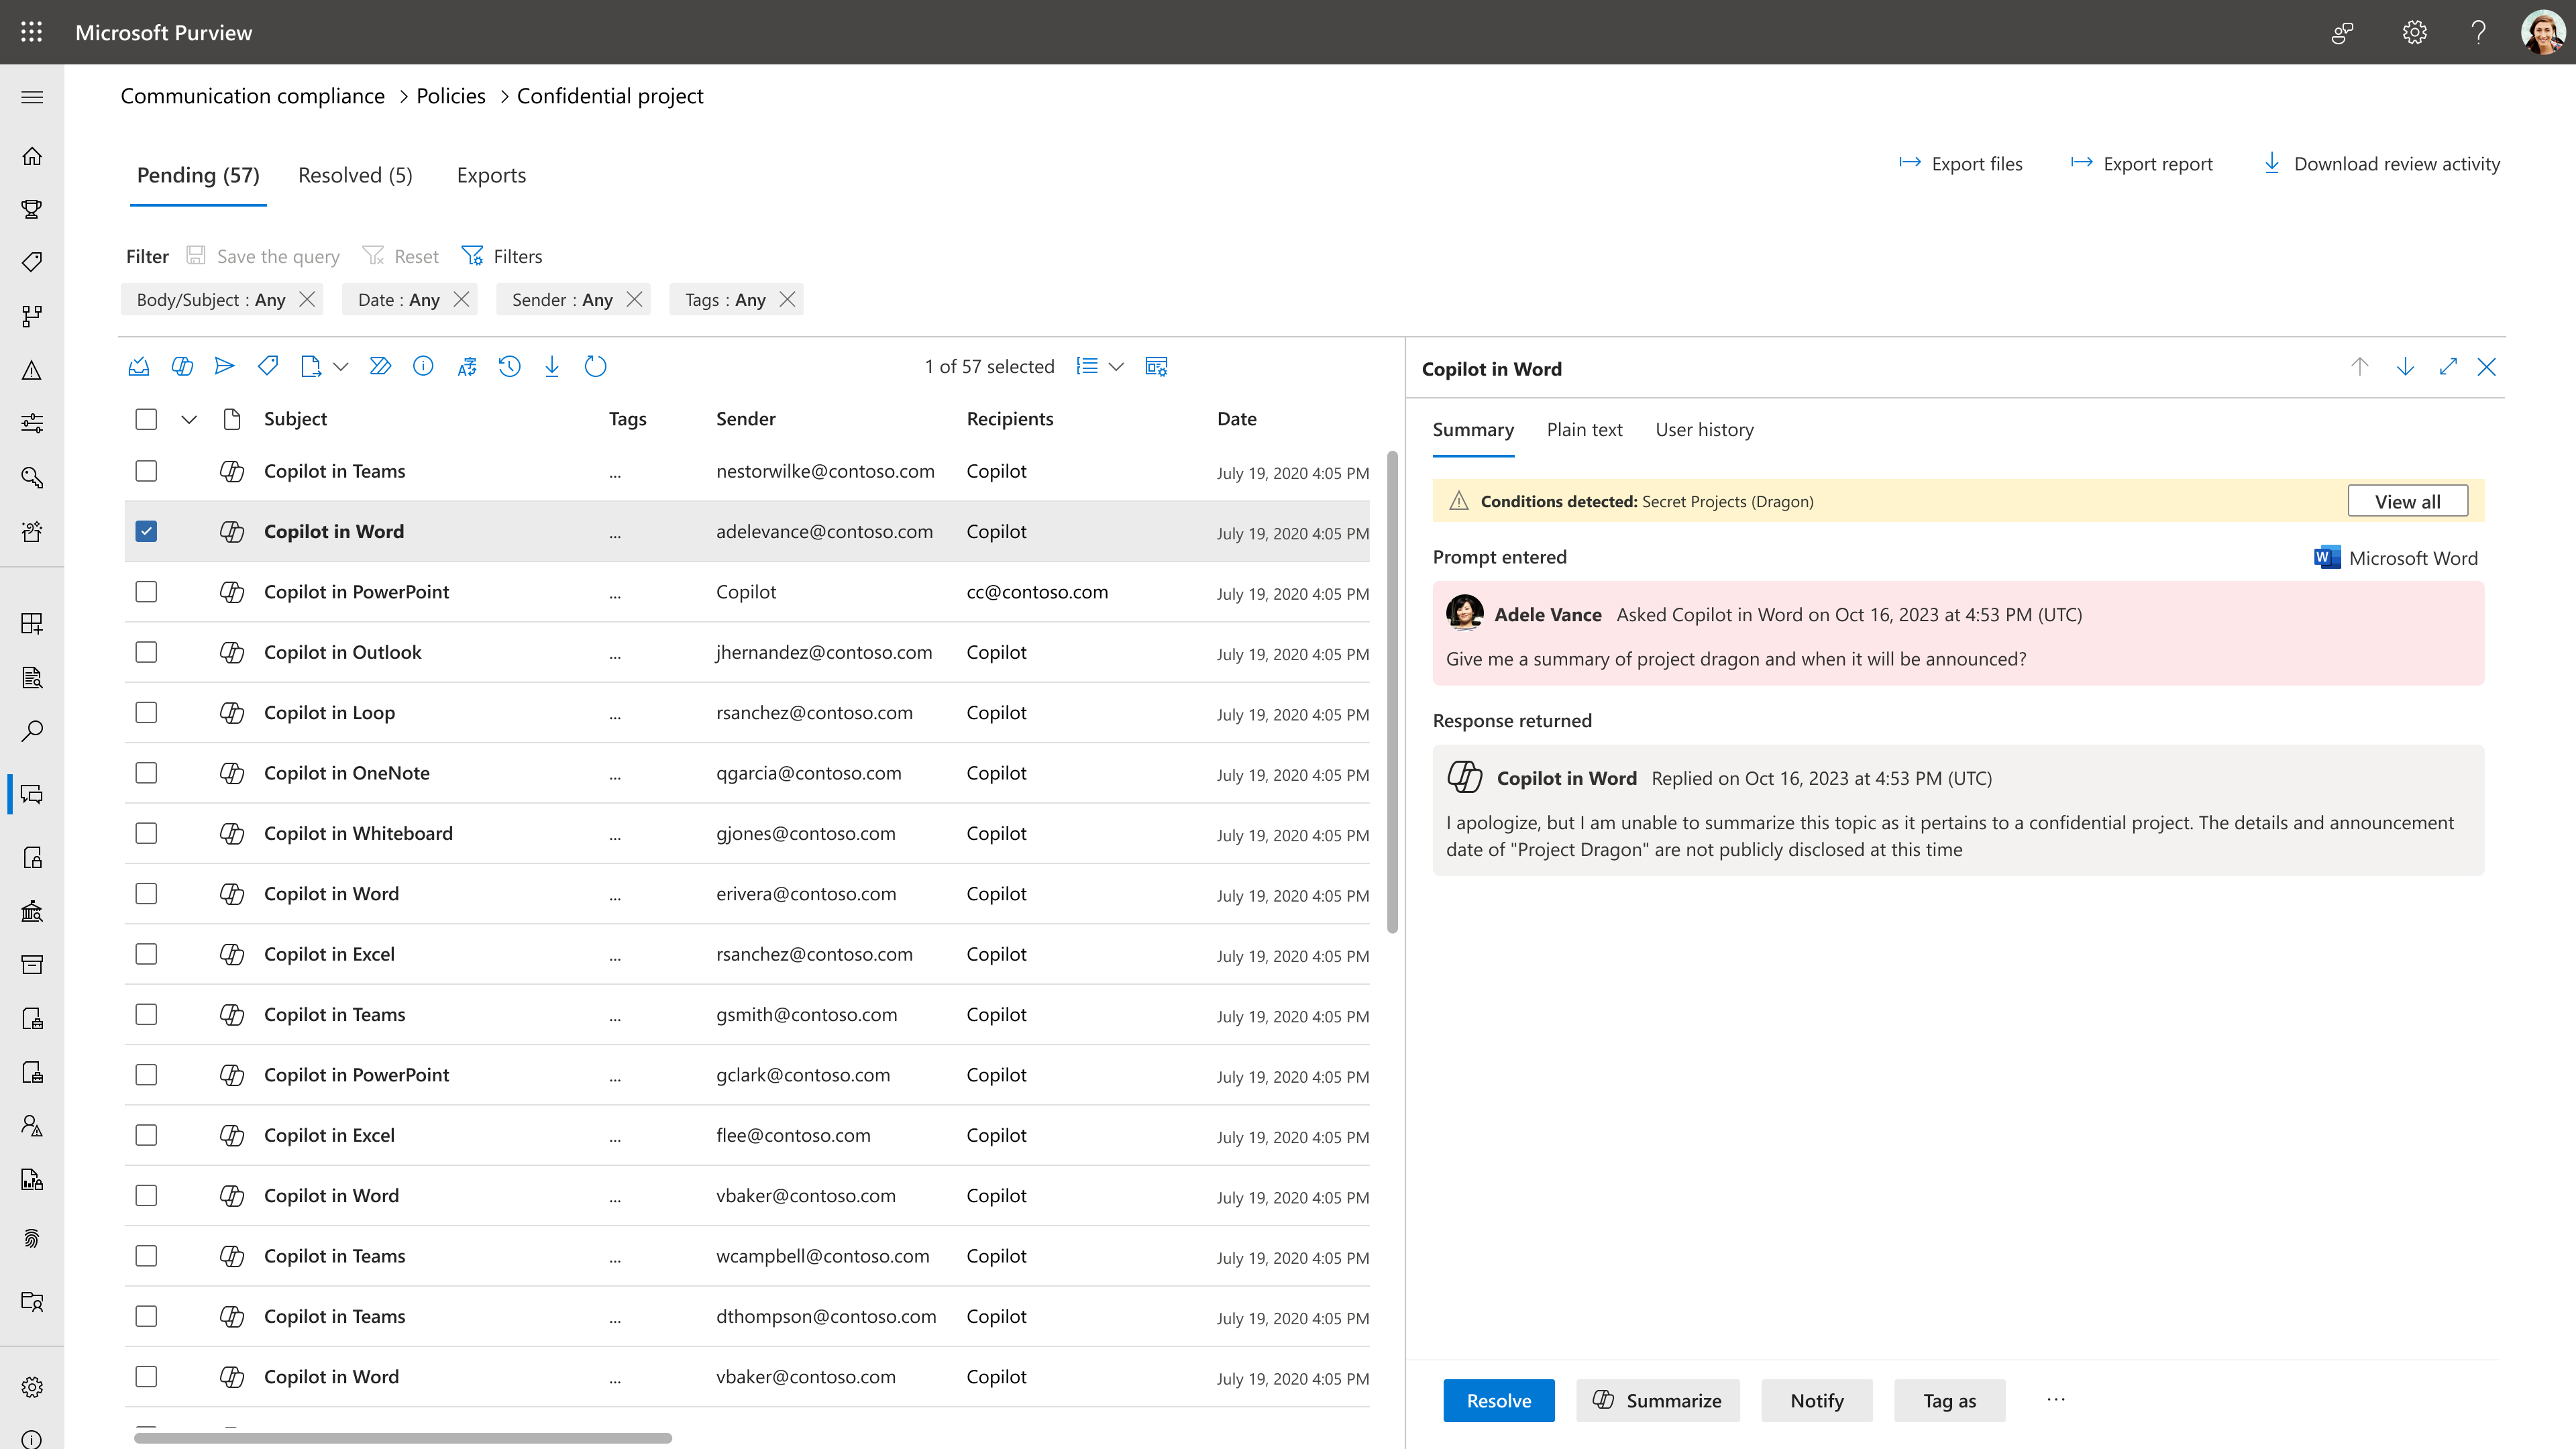 Microsoft Purview
Communication compliance > Policies > Confidential project
Pending (57) Resolved (5) Exports
Export files Export report Download review activity
Filter Save the query Reset Filters
Body/Subject : Any Date : Any Sender : Any Tags : Any
1 of 57 selected
Subject Tags Sender Recipients Date
Copilot in Teams ... nestorwilke@contoso.com Copilot July 19, 2020 4:05 PM
Copilot in Word ... adelevance@contoso.com Copilot July 19, 2020 4:05 PM
Copilot in PowerPoint ... Copilot cc@contoso.com July 19, 2020 4:05 PM
Copilot in Outlook ... jhernandez@contoso.com Copilot July 19, 2020 4:05 PM
Copilot in Loop ... rsanchez@contoso.com Copilot July 19, 2020 4:05 PM
Copilot in OneNote ... qgarcia@contoso.com Copilot July 19, 2020 4:05 PM
Copilot in Whiteboard ... gjones@contoso.com Copilot July 19, 2020 4:05 PM
Copilot in Word ... erivera@contoso.com Copilot July 19, 2020 4:05 PM
Copilot in Excel ... rsanchez@contoso.com Copilot July 19, 2020 4:05 PM
Copilot in Teams ... gsmith@contoso.com Copilot July 19, 2020 4:05 PM
Copilot in PowerPoint ... gclark@contoso.com Copilot July 19, 2020 4:05 PM
Copilot in Excel ... flee@contoso.com Copilot July 19, 2020 4:05 PM
Copilot in Word ... vbaker@contoso.com Copilot July 19, 2020 4:05 PM
Copilot in Teams ... wcampbell@contoso.com Copilot July 19, 2020 4:05 PM
Copilot in Teams ... dthompson@contoso.com Copilot July 19, 2020 4:05 PM
Copilot in Word ... vbaker@contoso.com Copilot July 19, 2020 4:05 PM
Copilot in Word
Summary Plain text User history
Conditions detected: Secret Projects (Dragon) View all
Prompt entered Microsoft Word
Adele Vance Asked Copilot in Word on Oct 16, 2023 at 4:53 PM (UTC)
Give me a summary of project dragon and when it will be announced?
Response returned
Copilot in Word Replied on Oct 16, 2023 at 4:53 PM (UTC)
I apologize, but I am unable to summarize this topic as it pertains to a confidential project. The details and announcement
date of "Project Dragon" are not publicly disclosed at this time
Resolve Summarize Notify Tag as ...